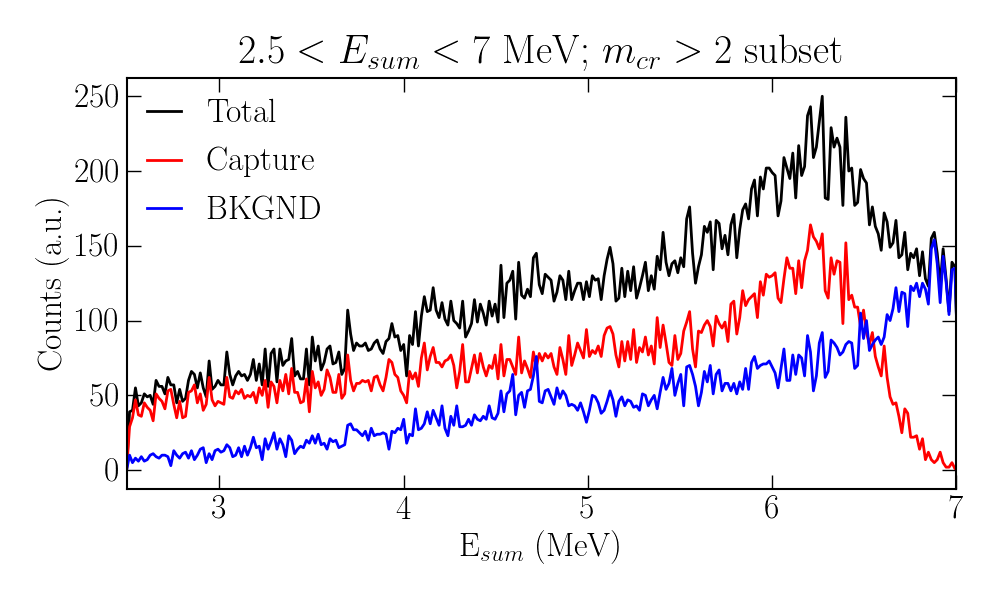 2.5 < E_sum < 7 MeV; m_cr > 2 subset
Total
Capture
BKGND
Counts (a.u.)
250
200
150
100
50
0
3 4 5 6 7
E_sum (MeV)